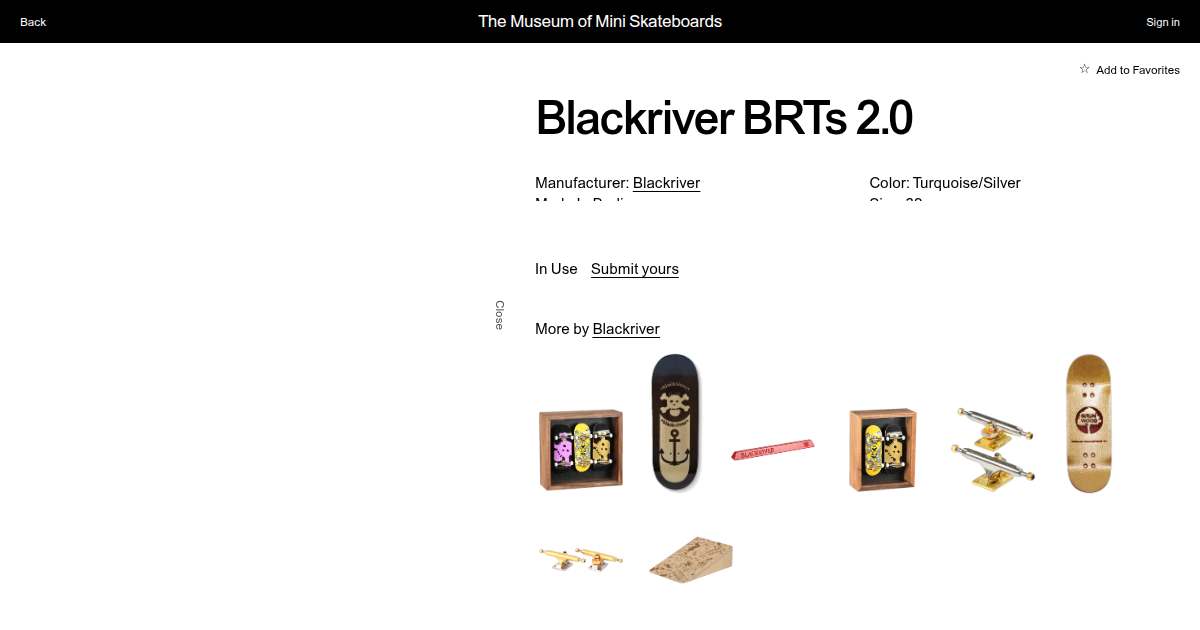 Back
The Museum of Mini Skateboards
Sign in
☆ Add to Favorites
Blackriver BRTs 2.0
Manufacturer: Blackriver
Color: Turquoise/Silver
In Use Submit yours
Close
More by Blackriver
BLACKRIVER